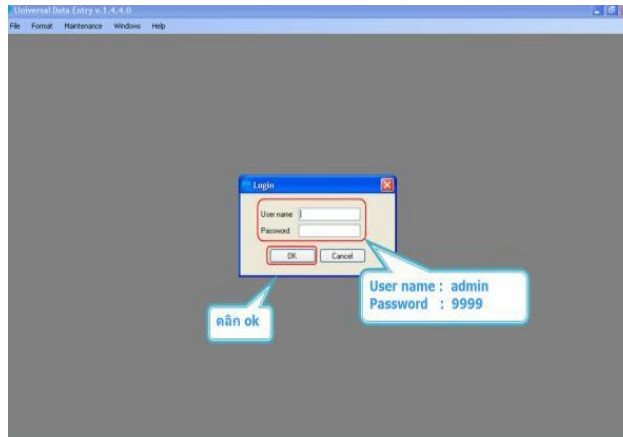 Universal Data Entry v.1.4.4.0
File Format Maintenance Windows Help
Login
User name
Password
OK Cancel
User name : admin
Password : 9999
คลิก ok